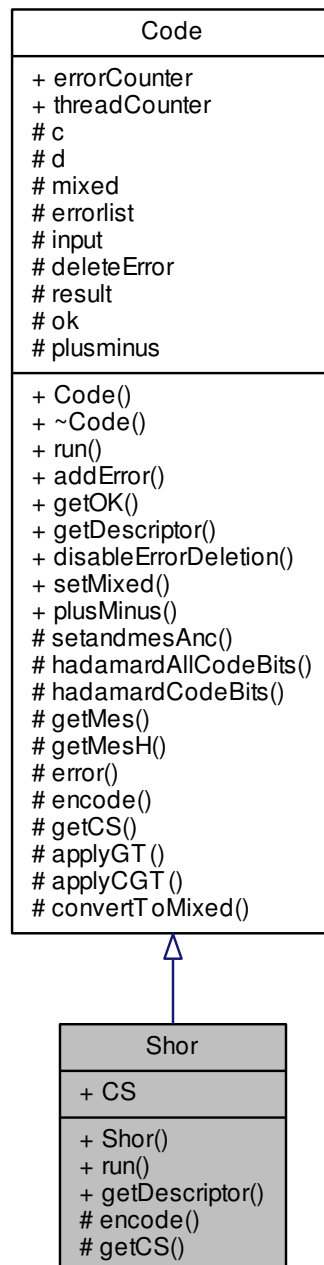 Code
+ errorCounter
+ threadCounter
# c
# d
# mixed
# errorlist
# input
# deleteError
# result
# ok
# plusminus
+ Code()
+ ~Code()
+ run()
+ addError()
+ getOK()
+ getDescriptor()
+ disableErrorDeletion()
+ setMixed()
+ plusMinus()
# setandmesAnc()
# hadamardAllCodeBits()
# hadamardCodeBits()
# getMes()
# getMesH()
# error()
# encode()
# getCS()
# applyGT()
# applyCGT()
# convertToMixed()
Shor
+ CS
+ Shor()
+ run()
+ getDescriptor()
# encode()
# getCS()